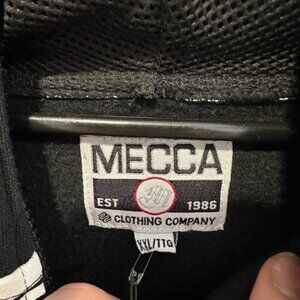 MECCA
EST 1986
CLOTHING COMPANY
XXL/TTG